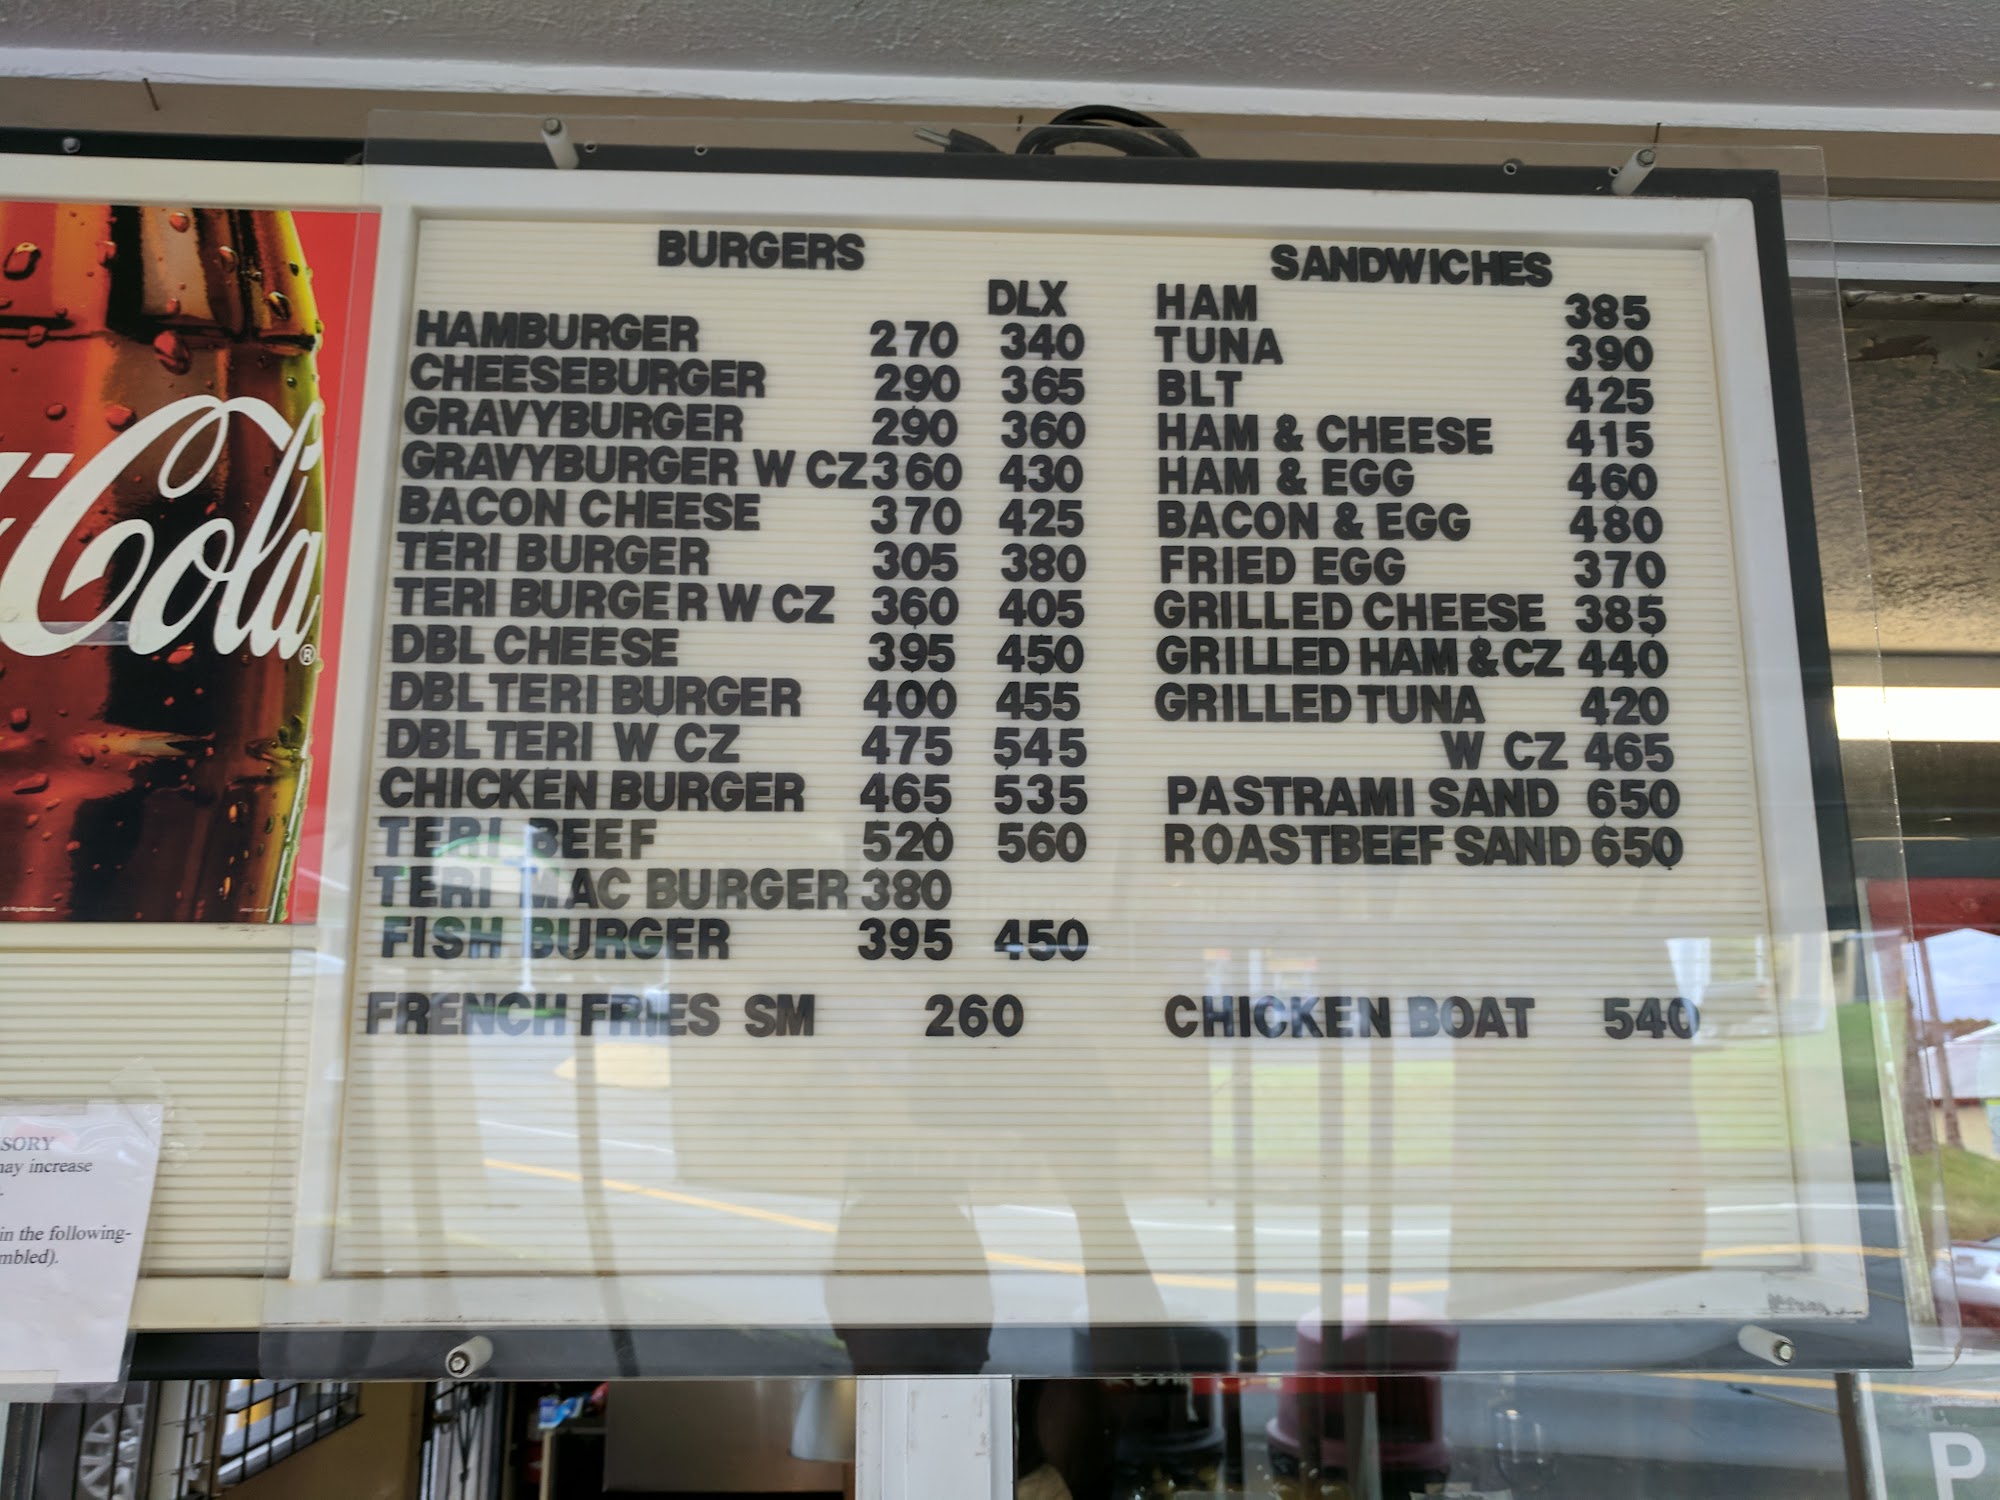 Cola®
SORY
may increase
in the following-
mbled).
BURGERS
DLX
HAMBURGER 270 340
CHEESEBURGER 290 365
GRAVYBURGER 290 360
GRAVYBURGER W CZ 360 430
BACON CHEESE 370 425
TERI BURGER 305 380
TERI BURGER W CZ 360 405
DBL CHEESE 395 450
DBL TERI BURGER 400 455
DBL TERI W CZ 475 545
CHICKEN BURGER 465 535
TERI BEEF 520 560
TERI MAC BURGER 380
FISH BURGER 395 450
FRENCH FRIES SM 260
SANDWICHES
HAM 385
TUNA 390
BLT 425
HAM & CHEESE 415
HAM & EGG 460
BACON & EGG 480
FRIED EGG 370
GRILLED CHEESE 385
GRILLED HAM & CZ 440
GRILLED TUNA 420
W CZ 465
PASTRAMI SAND 650
ROASTBEEF SAND 650
CHICKEN BOAT 540
P